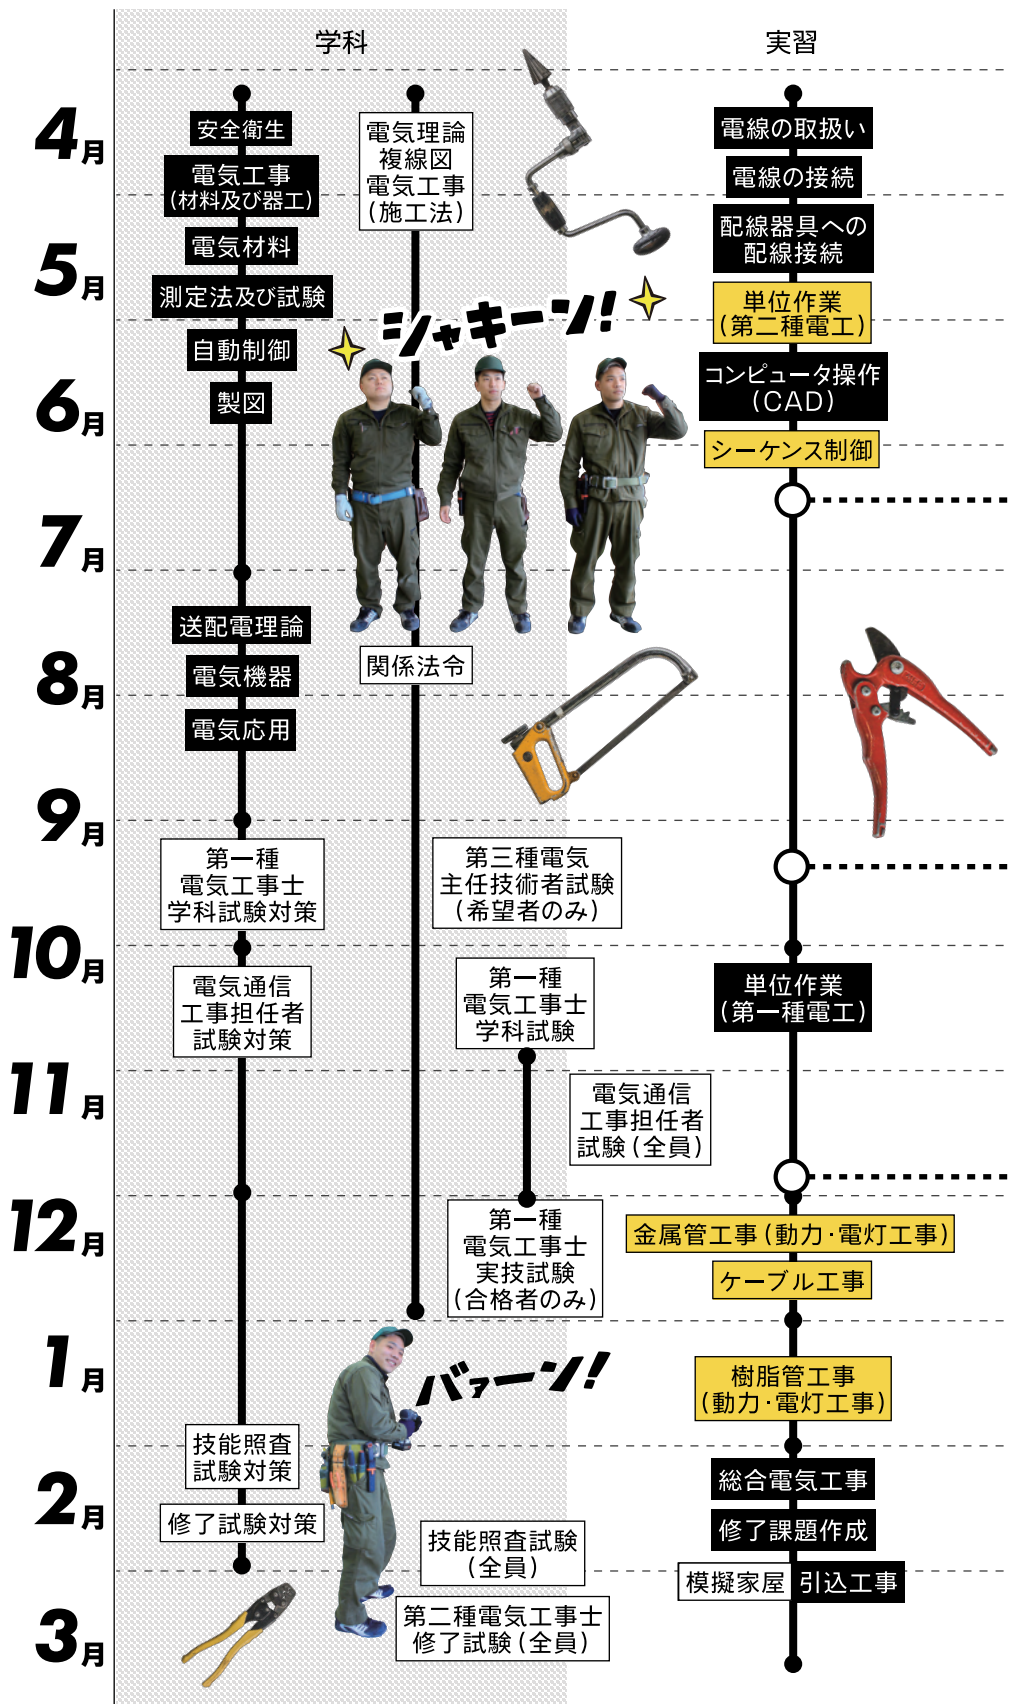 学科
実習
4月
安全衛生
電気工事
(材料及び器工)
電気材料
測定法及び試験
自動制御
製図
電気理論
複線図
電気工事
(施工法)
電線の取扱い
電線の接続
配線器具への
配線接続
単位作業
(第二種電工)
コンピュータ操作
(CAD)
シーケンス制御
5月
シャキーン!
6月
7月
送配電理論
電気機器
電気応用
関係法令
8月
9月
第一種
電気工事士
学科試験対策
第三種電気
主任技術者試験
(希望者のみ)
10月
電気通信
工事担任者
試験対策
第一種
電気工事士
学科試験
単位作業
(第一種電工)
11月
電気通信
工事担任者
試験(全員)
12月
第一種
電気工事士
実技試験
(合格者のみ)
金属管工事(動力・電灯工事)
ケーブル工事
1月
バァーン!
樹脂管工事
(動力・電灯工事)
技能照査
試験対策
2月
修了試験対策
総合電気工事
修了課題作成
技能照査試験
(全員)
模擬家屋
引込工事
3月
第二種電気工事士
修了試験(全員)